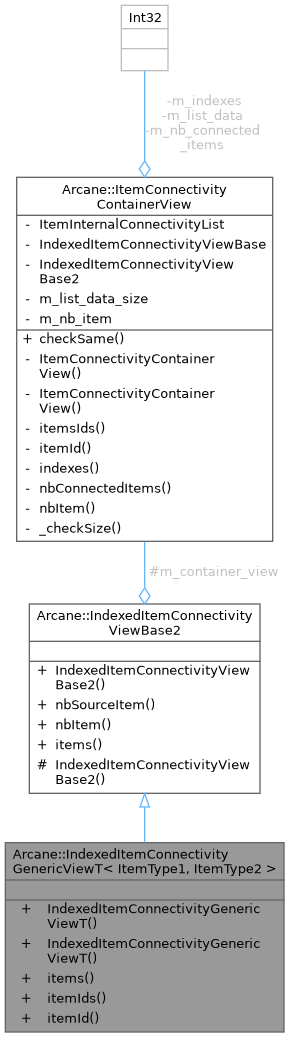 Int32
-m_indexes
-m_list_data
-m_nb_connected
_items
Arcane::ItemConnectivity
ContainerView
- ItemInternalConnectivityList
- IndexedItemConnectivityViewBase
- IndexedItemConnectivityView
Base2
- m_list_data_size
- m_nb_item
+ checkSame()
- ItemConnectivityContainer
View()
- ItemConnectivityContainer
View()
- itemsIds()
- itemId()
- indexes()
- nbConnectedItems()
- nbItem()
- _checkSize()
#m_container_view
Arcane::IndexedItemConnectivity
ViewBase2
+ IndexedItemConnectivityView
Base2()
+ nbSourceItem()
+ nbItem()
+ items()
# IndexedItemConnectivityView
Base2()
Arcane::IndexedItemConnectivity
GenericViewT< ItemType1, ItemType2 >
+ IndexedItemConnectivityGeneric
ViewT()
+ IndexedItemConnectivityGeneric
ViewT()
+ items()
+ itemIds()
+ itemId()